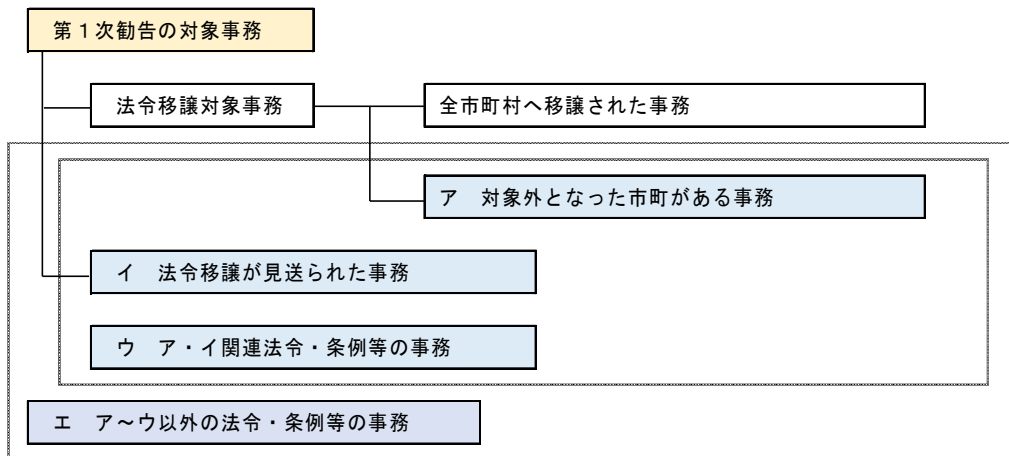 第1次勧告の対象事務
法令移譲対象事務
全市町村へ移譲された事務
ア　対象外となった市町がある事務
イ　法令移譲が見送られた事務
ウ　ア・イ関連法令・条例等の事務
エ　ア～ウ以外の法令・条例等の事務